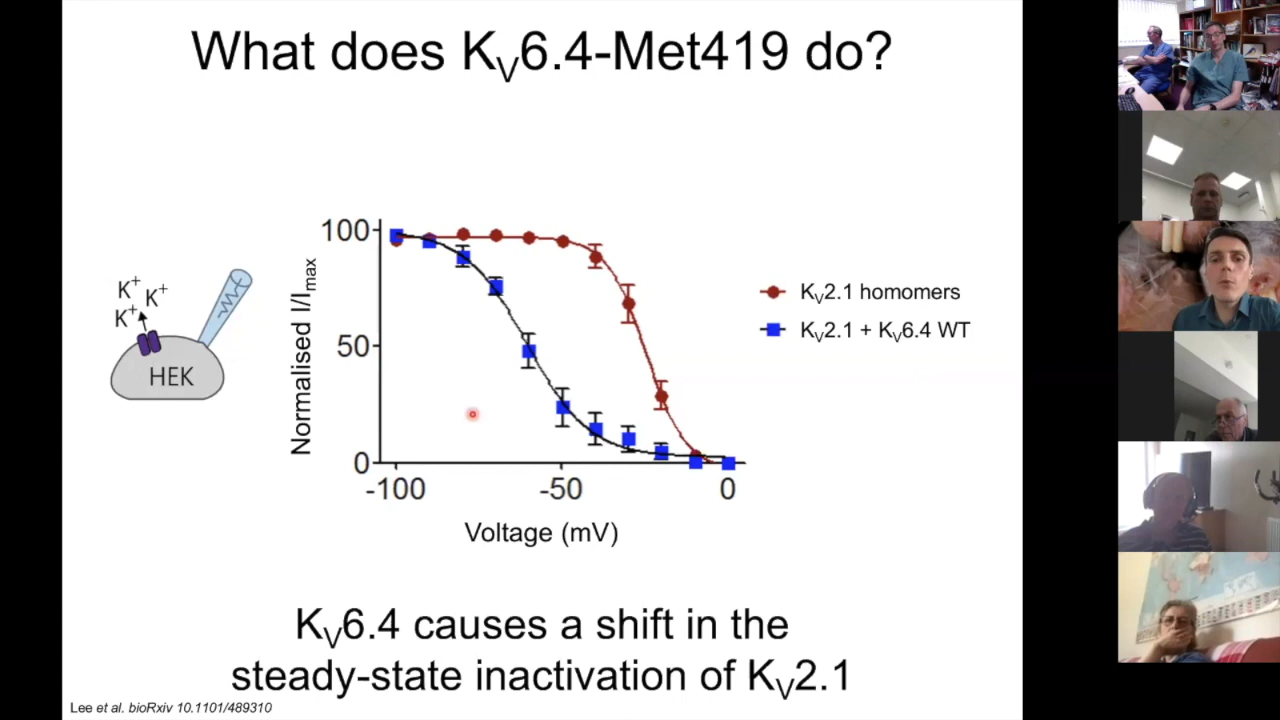 What does KV6.4-Met419 do?
100
50
0
Normalised I/Imax
-100
-50
0
Voltage (mV)
K+
K+
K+
HEK
KV2.1 homomers
KV2.1 + KV6.4 WT
KV6.4 causes a shift in the
steady-state inactivation of KV2.1
Lee et al. bioRxiv 10.1101/489310